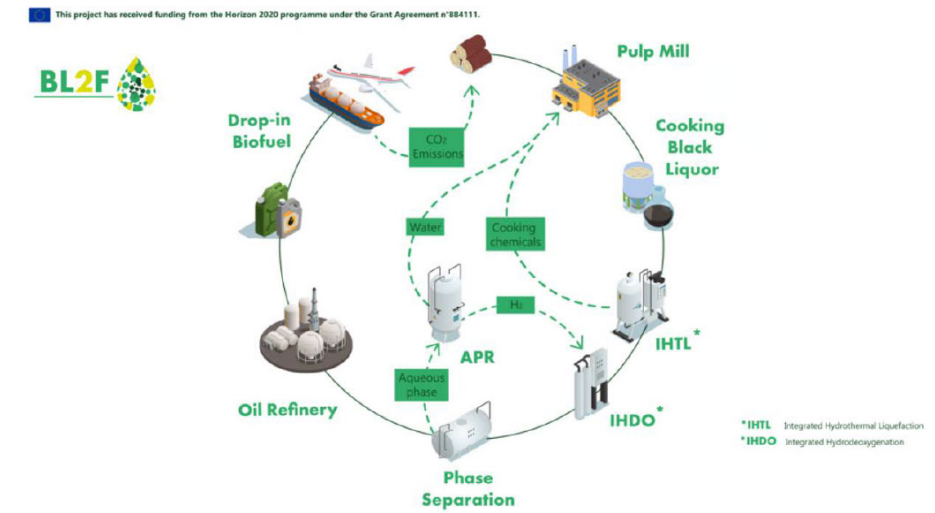 This project has received funding from the Horizon 2020 programme under the Grant Agreement n°884111.
BL2F
Pulp Mill
Drop-in
Biofuel
CO₂
Emissions
Cooking
Black
Liquor
Water
Cooking
chemicals
H₂
APR
IHTL*
Aqueous
phase
Oil Refinery
IHDO*
Phase
Separation
*IHTL Integrated Hydrothermal Liquefaction
*IHDO Integrated Hydrodeoxygenation